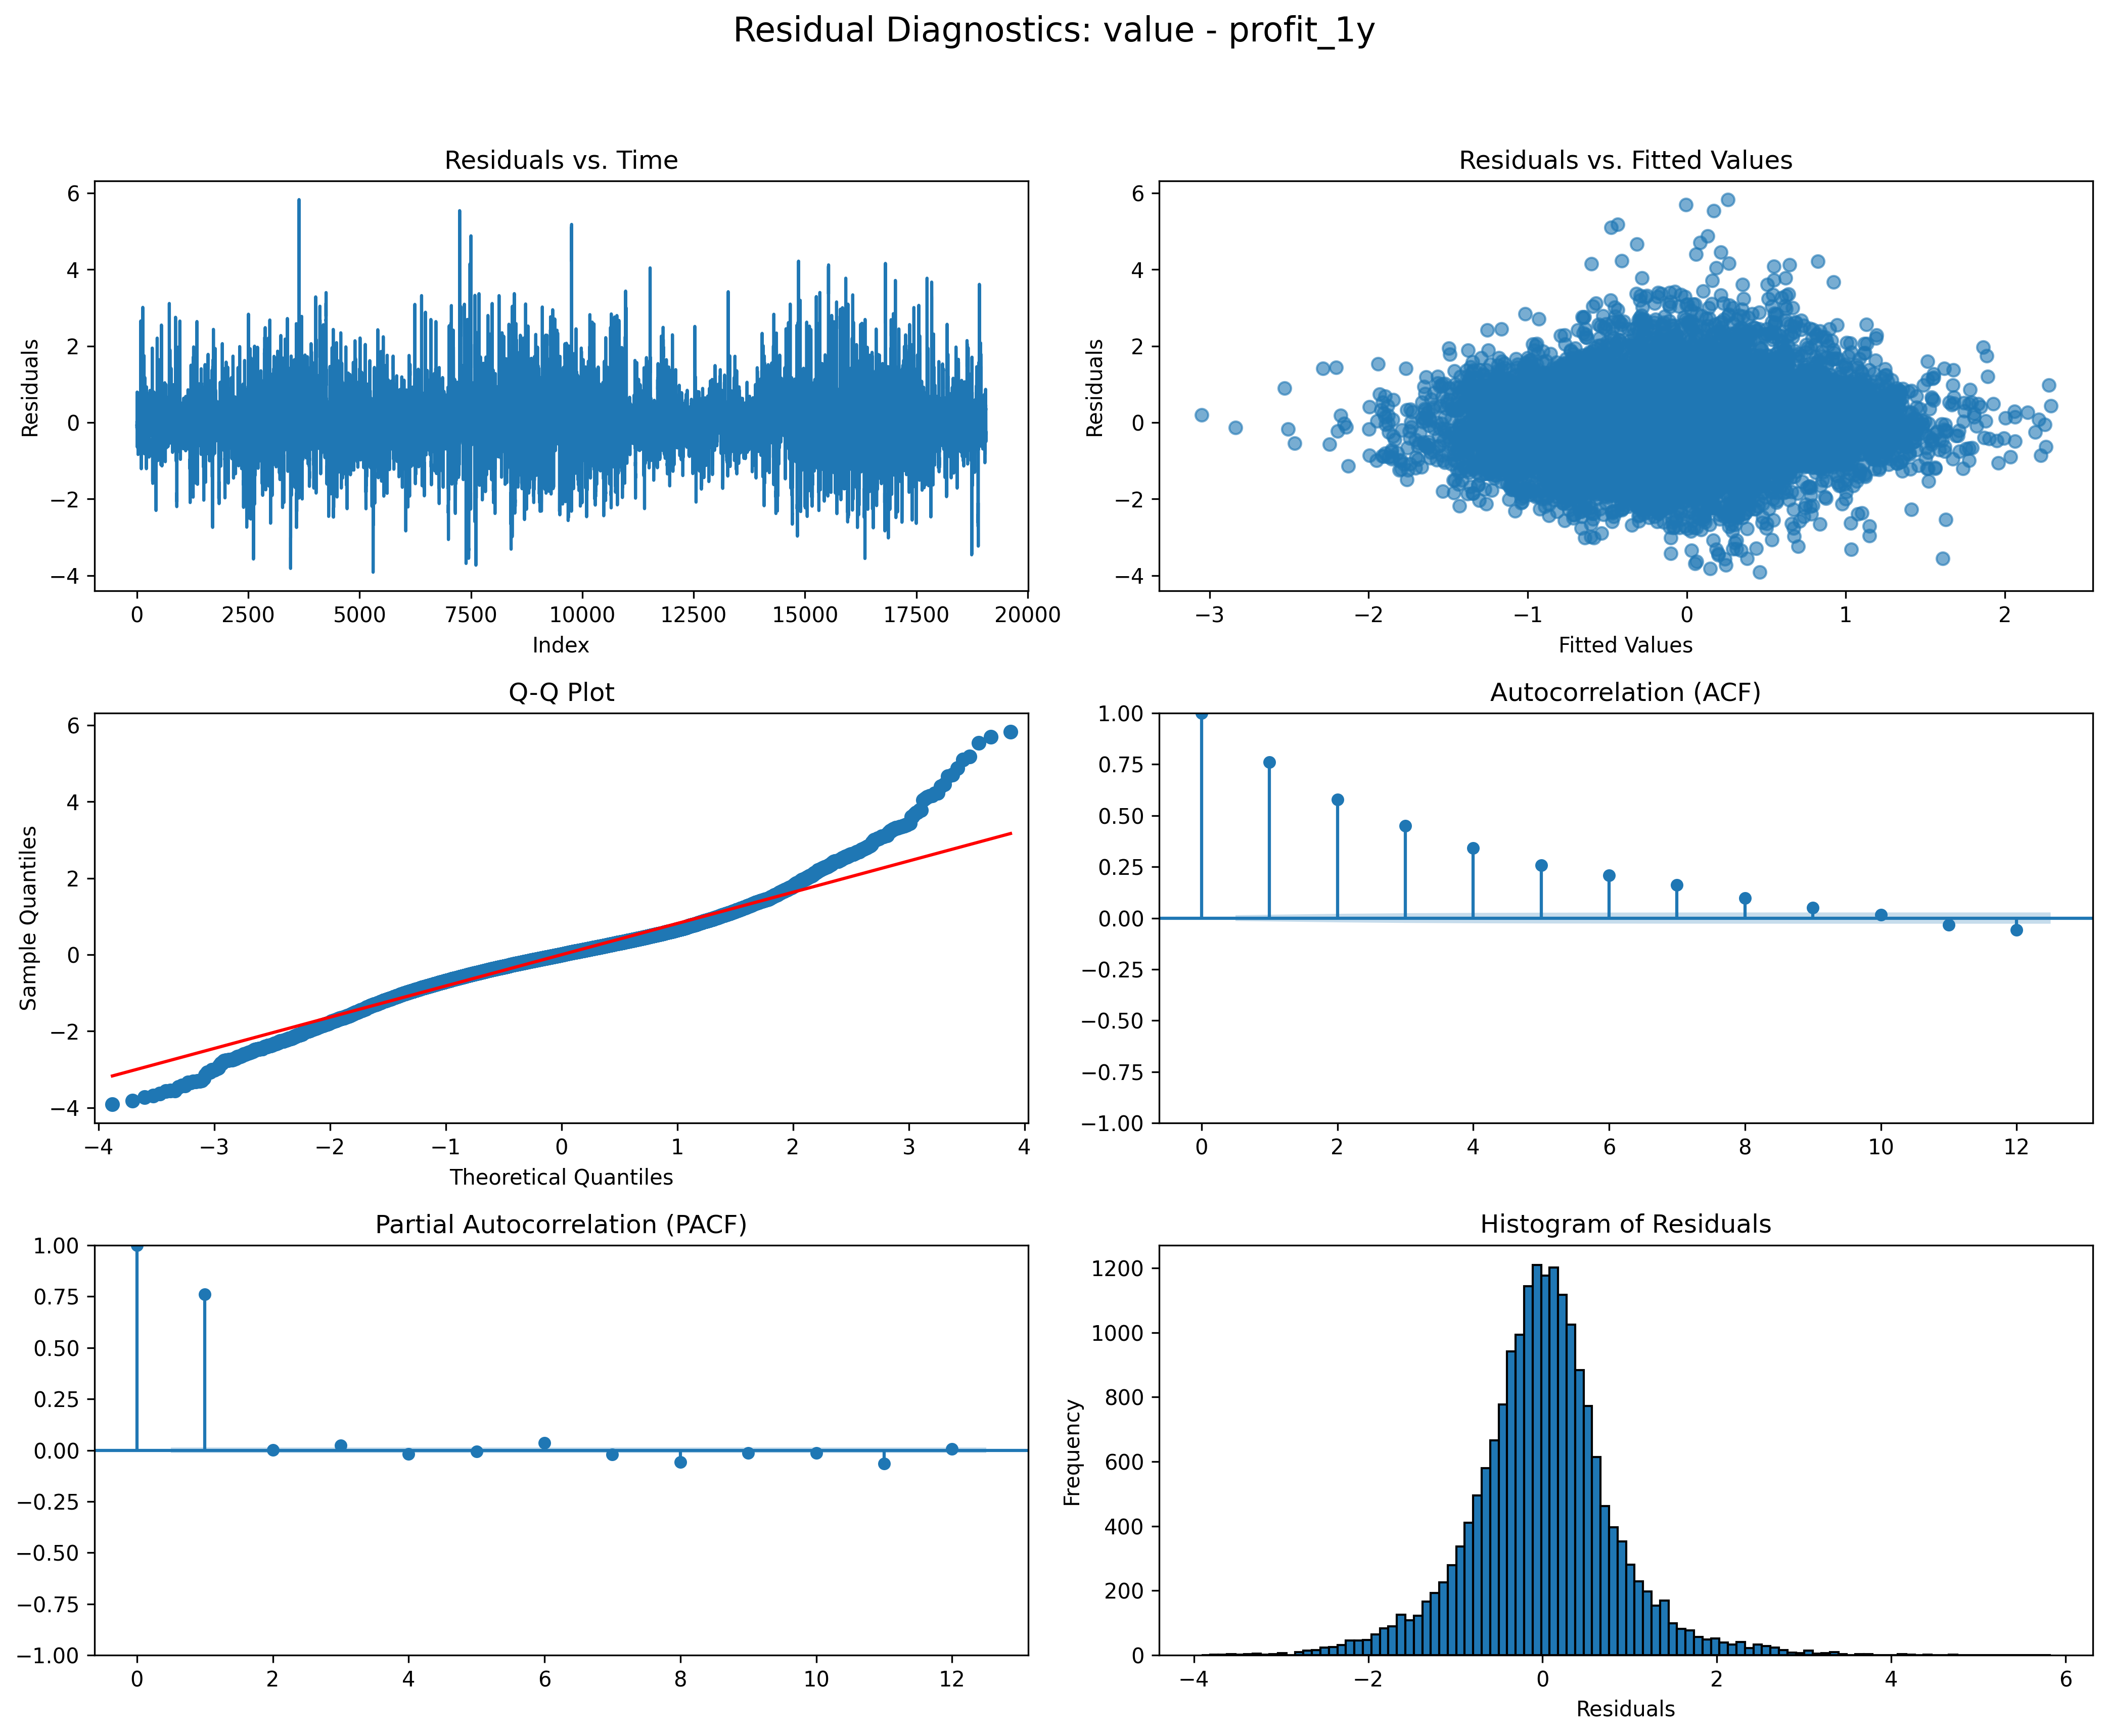 Residual Diagnostics: value - profit_1y
Residuals vs. Time
6
4
2
0
−2
−4
Residuals
0 2500 5000 7500 10000 12500 15000 17500 20000
Index
Residuals vs. Fitted Values
6
4
2
0
−2
−4
Residuals
−3 −2 −1 0 1 2
Fitted Values
Q-Q Plot
6
4
2
0
−2
−4
Sample Quantiles
−4 −3 −2 −1 0 1 2 3 4
Theoretical Quantiles
Autocorrelation (ACF)
1.00
0.75
0.50
0.25
0.00
−0.25
−0.50
−0.75
−1.00
0 2 4 6 8 10 12
Partial Autocorrelation (PACF)
1.00
0.75
0.50
0.25
0.00
−0.25
−0.50
−0.75
−1.00
0 2 4 6 8 10 12
Histogram of Residuals
1200
1000
800
600
400
200
0
Frequency
−4 −2 0 2 4 6
Residuals